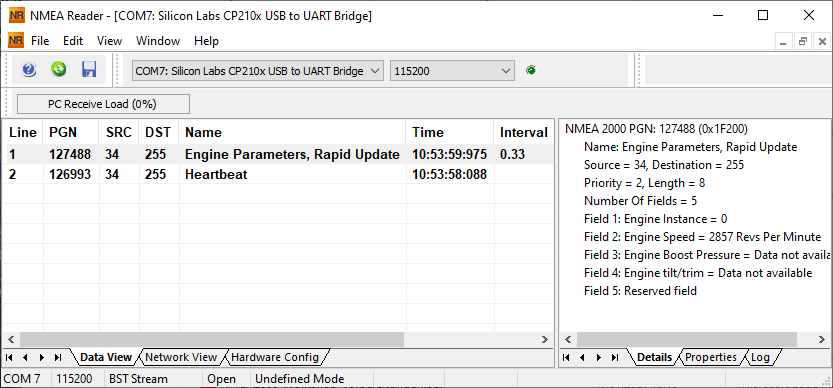 NR NMEA Reader - [COM7: Silicon Labs CP210x USB to UART Bridge]
NR File Edit View Window Help
COM7: Silicon Labs CP210x USB to UART Bridge 115200
PC Receive Load (0%)
Line PGN SRC DST Name Time Interval
1 127488 34 255 Engine Parameters, Rapid Update 10:53:59:975 0.33
2 126993 34 255 Heartbeat 10:53:58:088
NMEA 2000 PGN: 127488 (0x1F200)
Name: Engine Parameters, Rapid Update
Source = 34, Destination = 255
Priority = 2, Length = 8
Number Of Fields = 5
Field 1: Engine Instance = 0
Field 2: Engine Speed = 2857 Revs Per Minute
Field 3: Engine Boost Pressure = Data not availa
Field 4: Engine tilt/trim = Data not available
Field 5: Reserved field
Data View Network View Hardware Config
Details Properties Log
COM 7 115200 BST Stream Open Undefined Mode